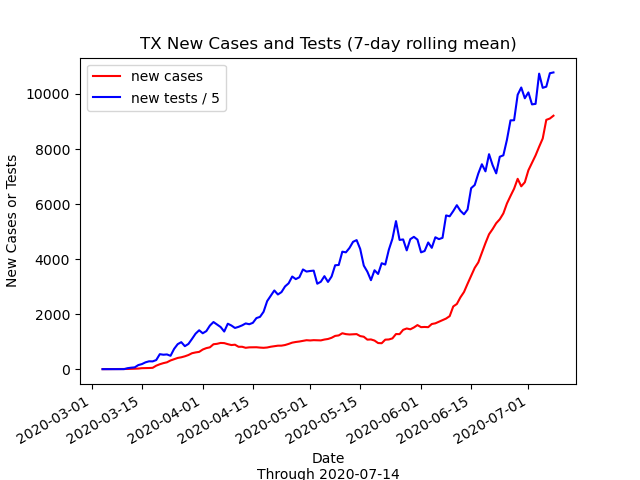 TX New Cases and Tests (7-day rolling mean)
new cases
new tests / 5
New Cases or Tests
10000
8000
6000
4000
2000
0
2020-03-01
2020-03-15
2020-04-01
2020-04-15
2020-05-01
2020-05-15
2020-06-01
2020-06-15
2020-07-01
Date
Through 2020-07-14